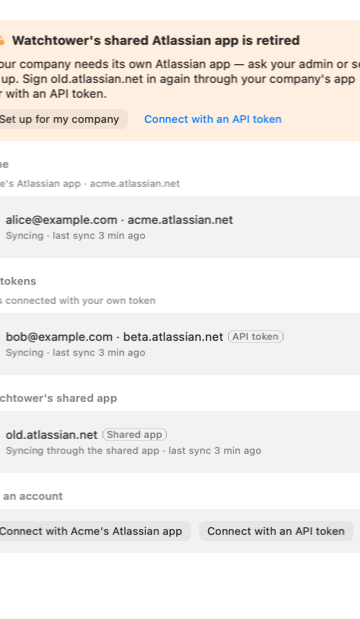 Watchtower's shared Atlassian app is retired
our company needs its own Atlassian app — ask your admin or se
up. Sign old.atlassian.net in again through your company's app
r with an API token.
Set up for my company Connect with an API token
ne
e's Atlassian app · acme.atlassian.net
alice@example.com · acme.atlassian.net
Syncing · last sync 3 min ago
tokens
s connected with your own token
bob@example.com · beta.atlassian.net API token
Syncing · last sync 3 min ago
chtower's shared app
old.atlassian.net Shared app
Syncing through the shared app · last sync 3 min ago
an account
Connect with Acme's Atlassian app Connect with an API token